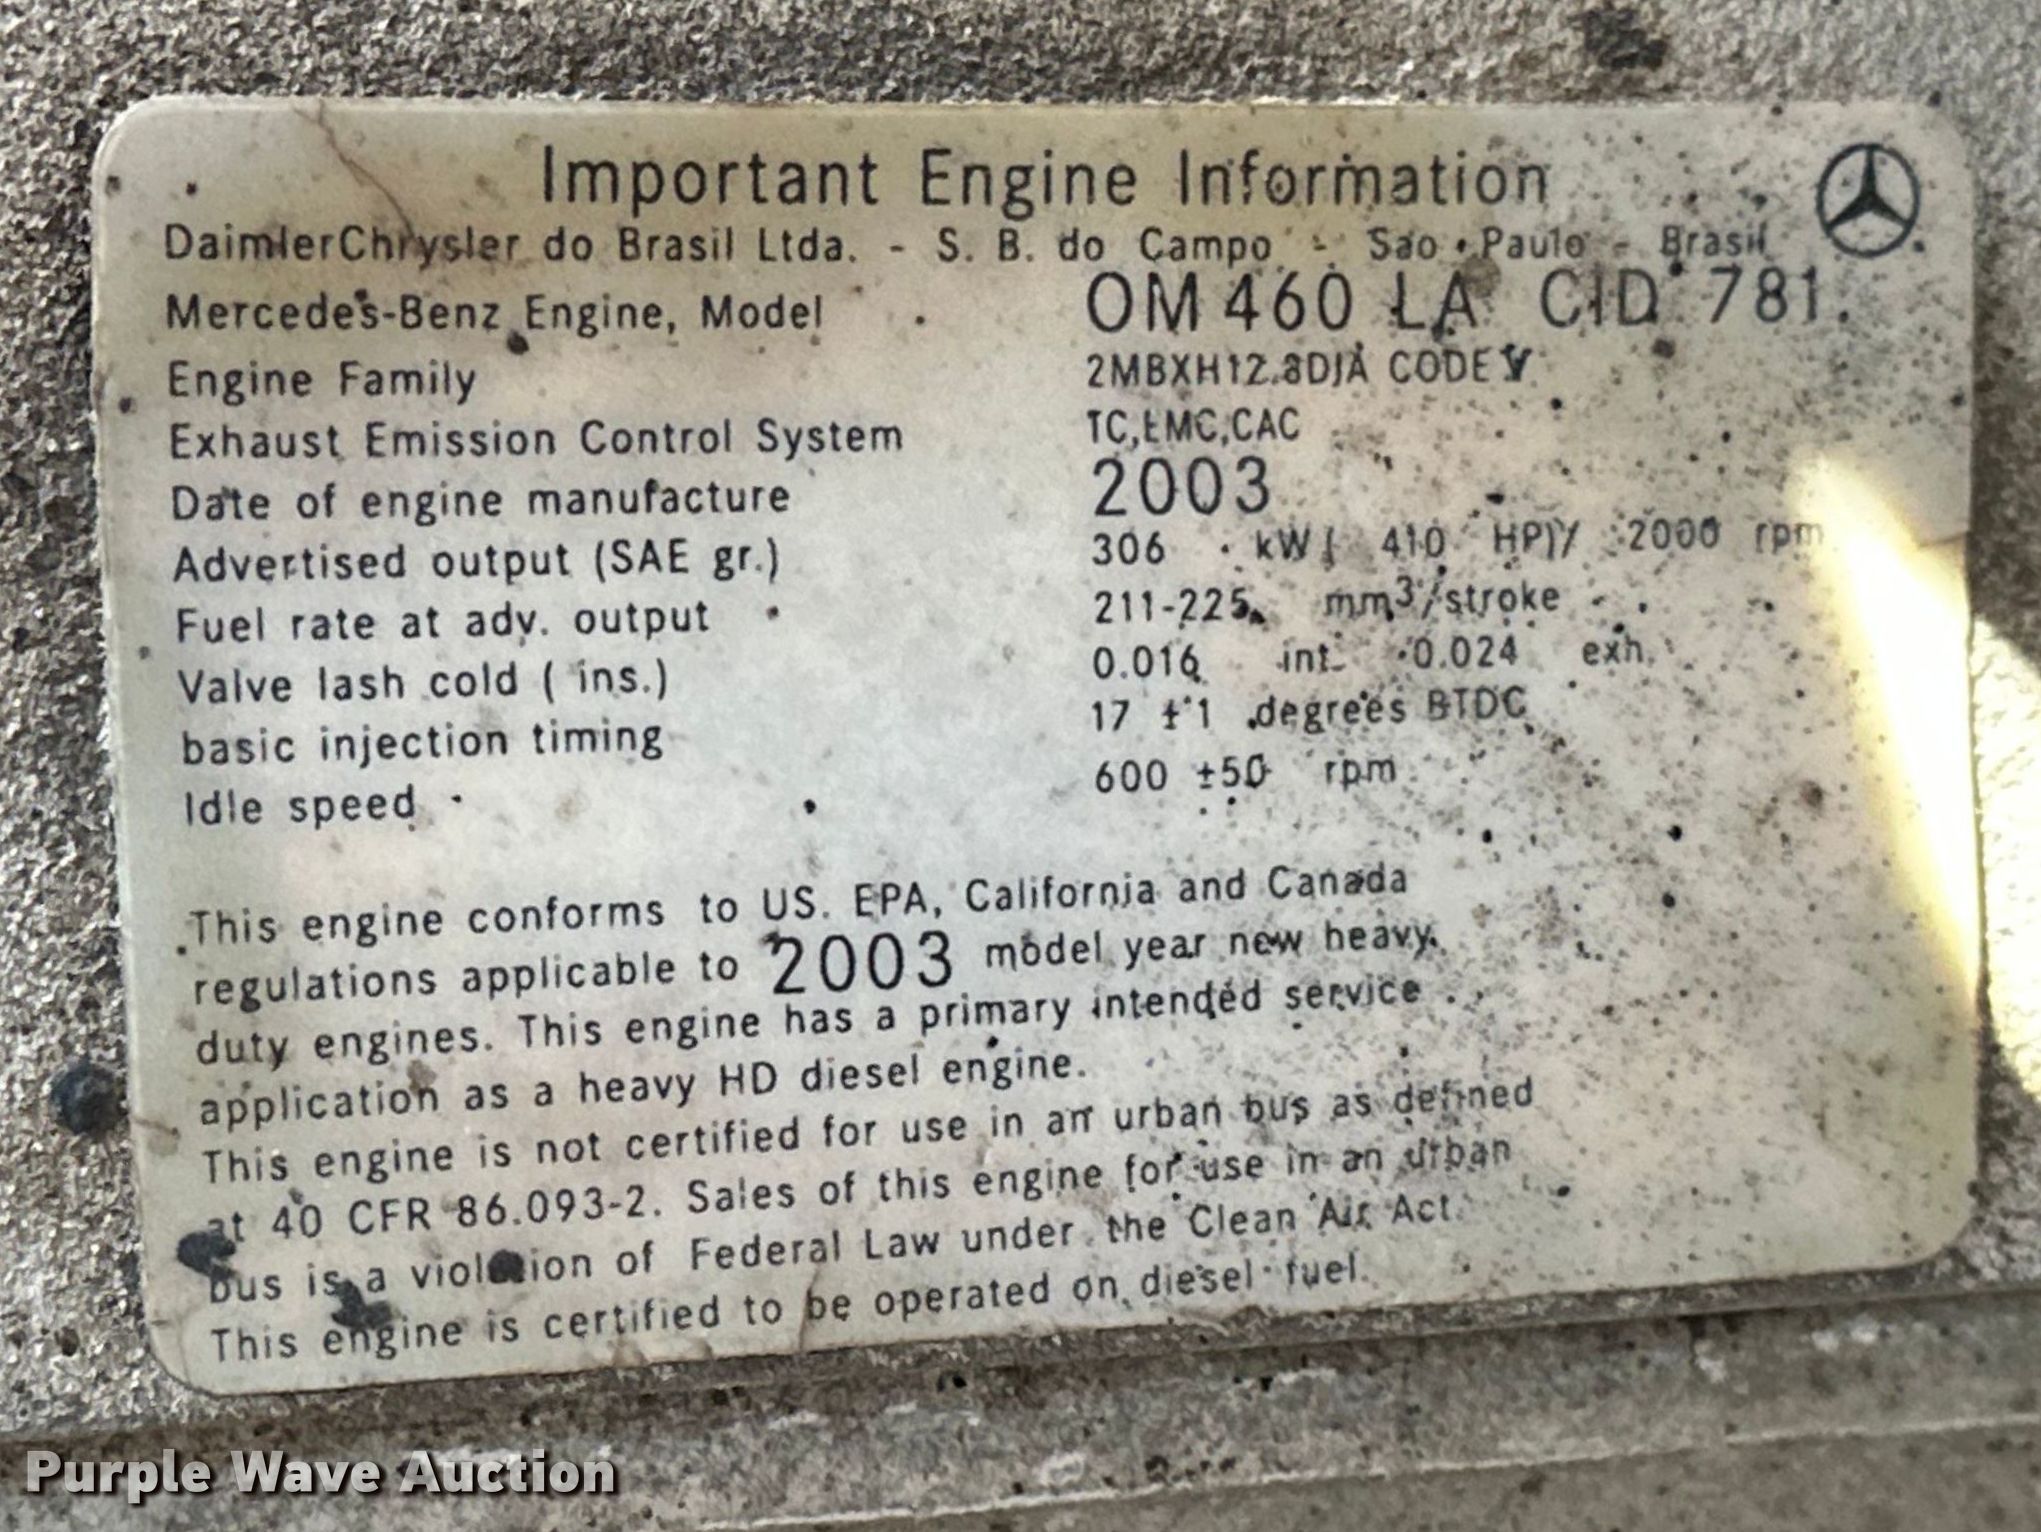 Important Engine Information
DaimlerChrysler do Brasil Ltda. - S. B. do Campo - Sao Paulo - Brasil
Mercedes-Benz Engine, Model OM 460 LA CID 781.
Engine Family 2MBXH12.8DJA CODE V
Exhaust Emission Control System TC,EMC,CAC
Date of engine manufacture 2003
Advertised output (SAE gr.) 306 kW ( 410 HP)/ 2000 rpm
Fuel rate at adv. output 211-225 mm³/stroke
Valve lash cold ( ins.) 0.016 int. 0.024 exh.
basic injection timing 17 ±1 degrees BTDC
Idle speed 600 ±50 rpm
This engine conforms to US. EPA, California and Canada
regulations applicable to 2003 model year new heavy
duty engines. This engine has a primary intended service
application as a heavy HD diesel engine.
This engine is not certified for use in an urban bus as defined
at 40 CFR 86.093-2. Sales of this engine for use in an urban
bus is a violation of Federal Law under the Clean Air Act.
This engine is certified to be operated on diesel fuel.
Purple Wave Auction